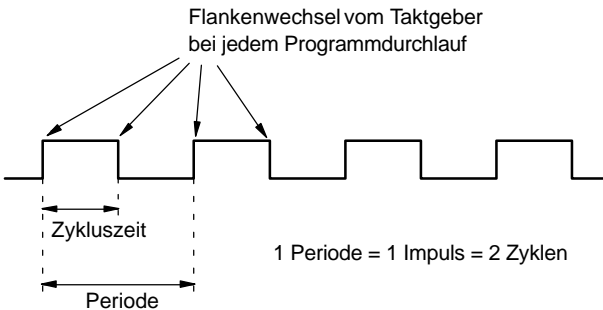 Flankenwechsel vom Taktgeber
bei jedem Programmdurchlauf
Zykluszeit
1 Periode = 1 Impuls = 2 Zyklen
Periode